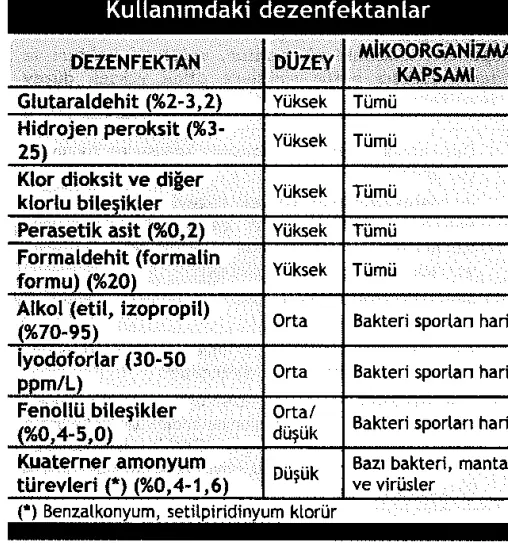 Kullanımdaki dezenfektanlar
DEZENFEKTAN DÜZEY MİKOORGANİZMA
KAPSAMI
Glutaraldehit (%2-3,2) Yüksek Tümü
Hidrojen peroksit (%3-
25) Yüksek Tümü
Klor dioksit ve diğer
klorlu bileşikler Yüksek Tümü
Perasetik asit (%0,2) Yüksek Tümü
Formaldehit (formalin
formu) (%20) Yüksek Tümü
Alkol (etil, izopropil)
(%70-95) Orta Bakteri sporları hari
İyodoforlar (30-50
ppm/L) Orta Bakteri sporları hari
Fenollü bileşikler
(%0,4-5,0) Orta/
düşük Bakteri sporları hari
Kuaterner amonyum
türevleri (*) (%0,4-1,6) Düşük Bazı bakteri, manta
ve virüsler
(*) Benzalkonyum, setilpiridinyum klorür